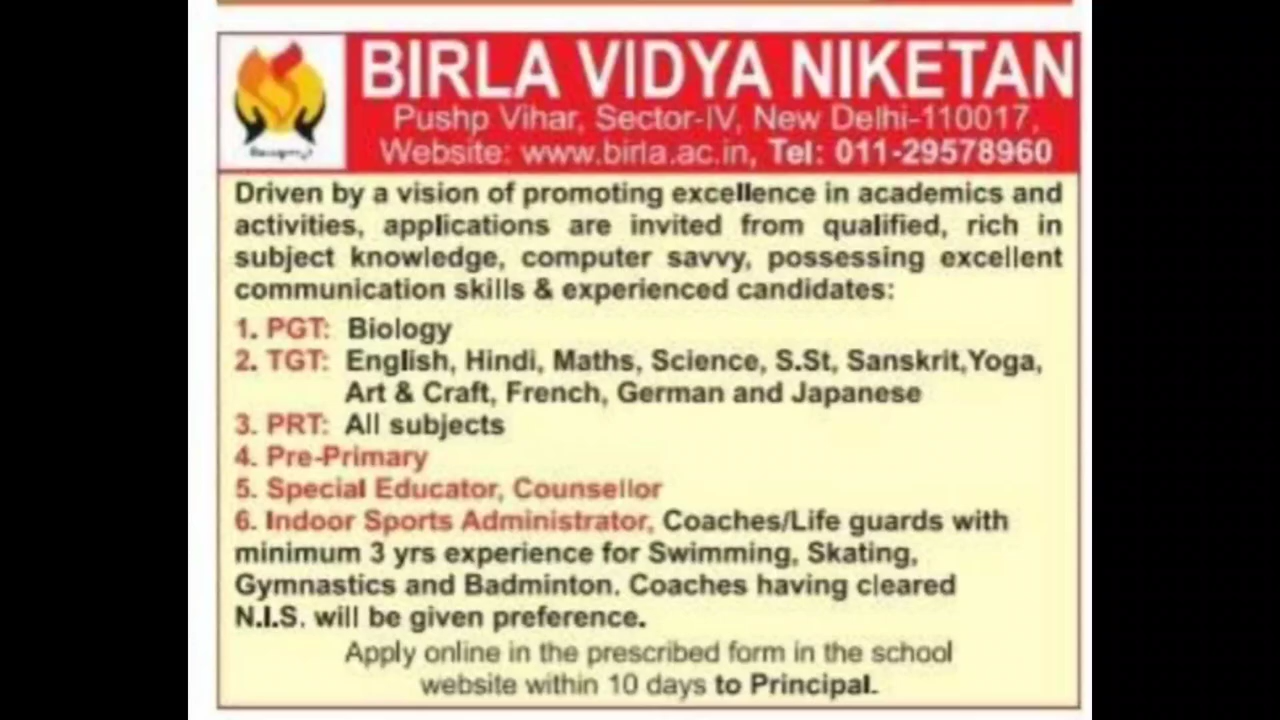 BIRLA VIDYA NIKETAN
Pushp Vihar, Sector-IV, New Delhi-110017,
Website: www.birla.ac.in, Tel: 011-29578960
Driven by a vision of promoting excellence in academics and
activities, applications are invited from qualified, rich in
subject knowledge, computer savvy, possessing excellent
communication skills & experienced candidates:
1. PGT: Biology
2. TGT: English, Hindi, Maths, Science, S.St, Sanskrit,Yoga,
Art & Craft, French, German and Japanese
3. PRT: All subjects
4. Pre-Primary
5. Special Educator, Counsellor
6. Indoor Sports Administrator, Coaches/Life guards with
minimum 3 yrs experience for Swimming, Skating,
Gymnastics and Badminton. Coaches having cleared
N.I.S. will be given preference.
Apply online in the prescribed form in the school
website within 10 days to Principal.